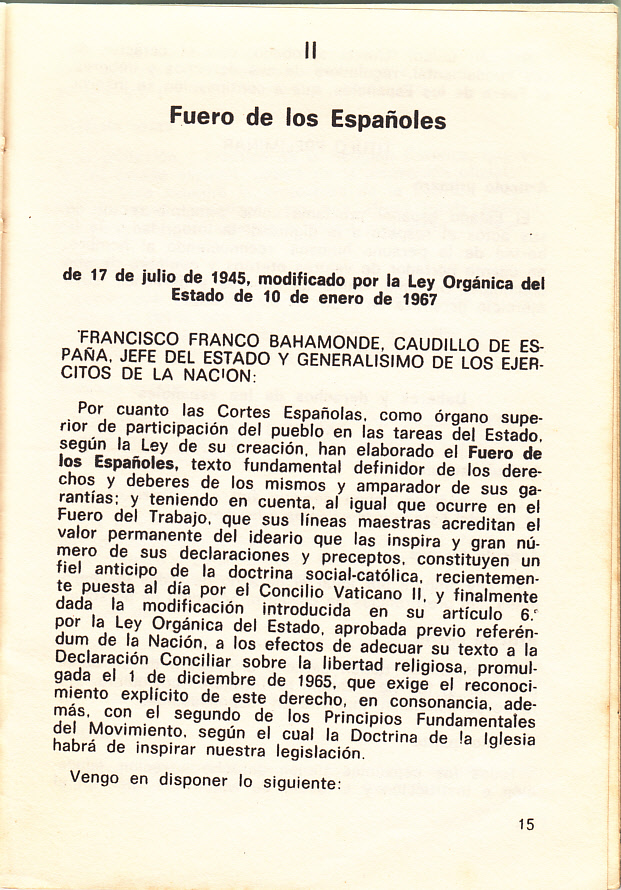 II
Fuero de los Españoles
de 17 de julio de 1945, modificado por la Ley Orgánica del
Estado de 10 de enero de 1967
FRANCISCO FRANCO BAHAMONDE, CAUDILLO DE ES-
PAÑA, JEFE DEL ESTADO Y GENERALISIMO DE LOS EJER-
CITOS DE LA NACION:
Por cuanto las Cortes Españolas, como órgano supe-
rior de participación del pueblo en las tareas del Estado,
según la Ley de su creación, han elaborado el Fuero de
los Españoles, texto fundamental definidor de los dere-
chos y deberes de los mismos y amparador de sus ga-
rantías; y teniendo en cuenta, al igual que ocurre en el
Fuero del Trabajo, que sus líneas maestras acreditan el
valor permanente del ideario que las inspira y gran nú-
mero de sus declaraciones y preceptos, constituyen un
fiel anticipo de la doctrina social-católica, recientemen-
te puesta al día por el Concilio Vaticano II, y finalmente
dada la modificación introducida en su artículo 6.º
por la Ley Orgánica del Estado, aprobada previo referén-
dum de la Nación, a los efectos de adecuar su texto a la
Declaración Conciliar sobre la libertad religiosa, promul-
gada el 1 de diciembre de 1965, que exige el reconoci-
miento explícito de este derecho, en consonancia, ade-
más, con el segundo de los Principios Fundamentales
del Movimiento, según el cual la Doctrina de la Iglesia
habrá de inspirar nuestra legislación.
Vengo en disponer lo siguiente:
15